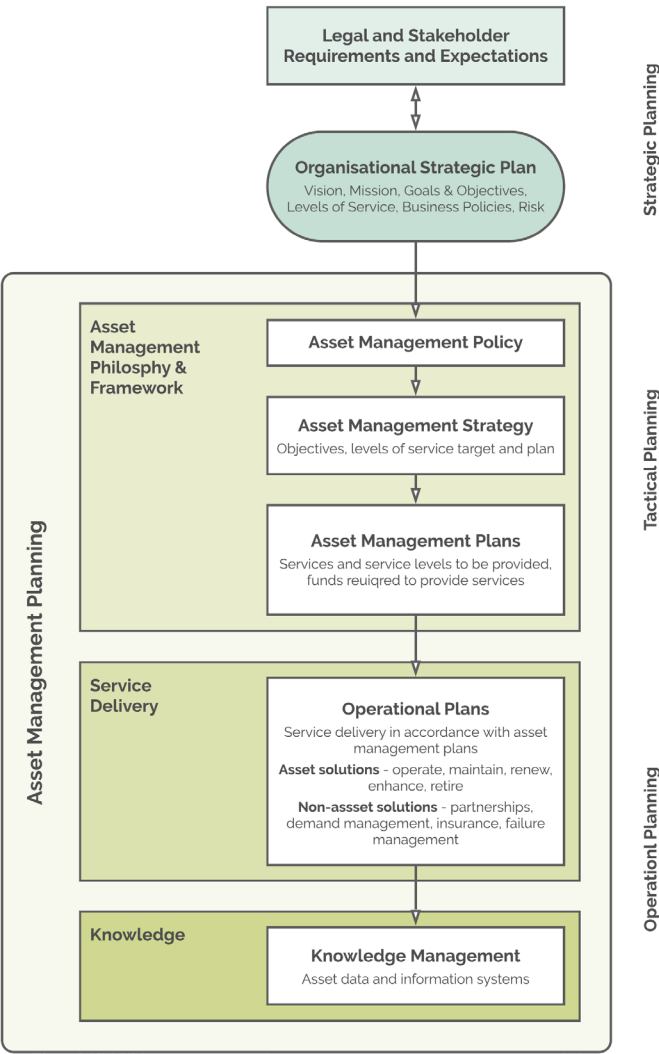 Legal and Stakeholder
Requirements and Expectations
Strategic Planning
Organisational Strategic Plan
Vision, Mission, Goals & Objectives,
Levels of Service, Business Policies, Risk
Asset Management Planning
Asset
Management
Philosphy &
Framework
Asset Management Policy
Asset Management Strategy
Objectives, levels of service target and plan
Tactical Planning
Asset Management Plans
Services and service levels to be provided,
funds reuiqred to provide services
Service
Delivery
Operational Plans
Service delivery in accordance with asset
management plans
Asset solutions - operate, maintain, renew,
enhance, retire
Non-assset solutions - partnerships,
demand management, insurance, failure
management
Operationl Planning
Knowledge
Knowledge Management
Asset data and information systems